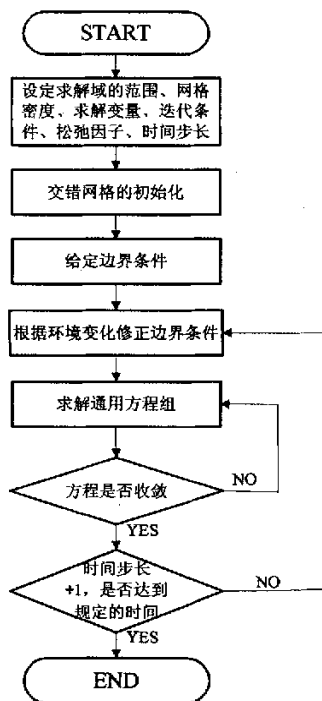 START
设定求解域的范围、网格
密度、求解变量、迭代条
件、松弛因子、时间步长
交错网格的初始化
给定边界条件
根据环境变化修正边界条件
求解通用方程组
方程是否收敛
NO
YES
时间步长
+1，是否达到
规定的时间
NO
YES
END